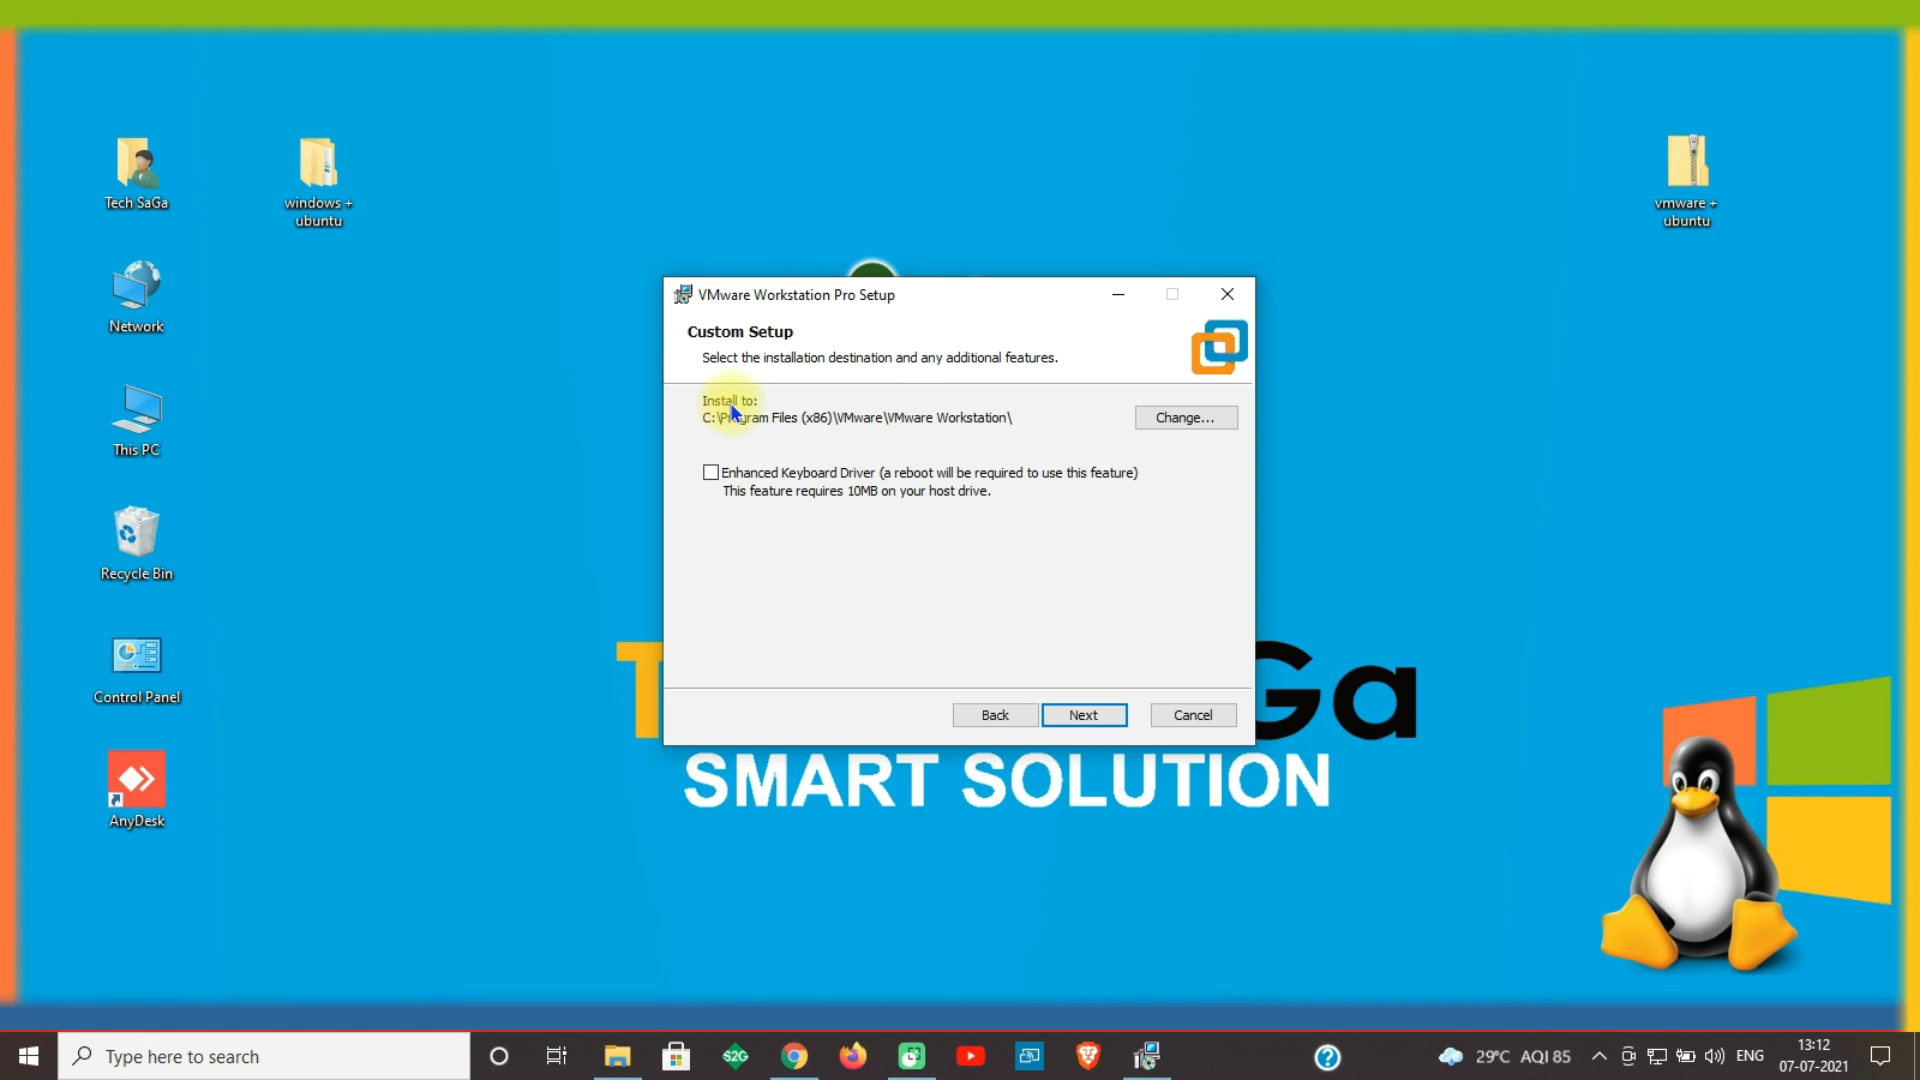 Tech SaGa
windows +
ubuntu
vmware +
ubuntu
Network
This PC
Recycle Bin
Control Panel
AnyDesk
VMware Workstation Pro Setup
Custom Setup
Select the installation destination and any additional features.
Install to:
C:\Program Files (x86)\VMware\VMware Workstation\
Change...
Enhanced Keyboard Driver (a reboot will be required to use this feature)
This feature requires 10MB on your host drive.
Back
Next
Cancel
T
Ga
SMART SOLUTION
Type here to search
S2G
29°C AQI 85
ENG
13:12
07-07-2021